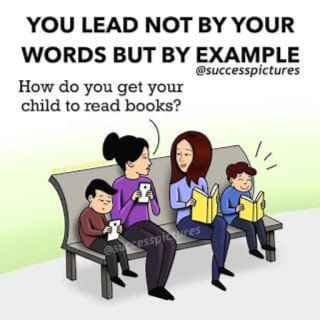 YOU LEAD NOT BY YOUR
WORDS BUT BY EXAMPLE
@successpictures
How do you get your
child to read books?
@successpictures